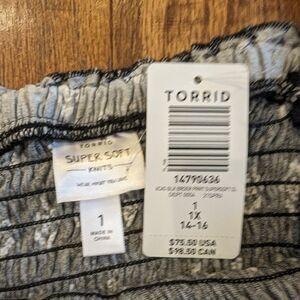 TORRID
SUPER SOFT
KNITS
1
MADE IN
CHINA
TORRID
14790636
1
1X
14-16
$75.50 USA
$98.50 CAN